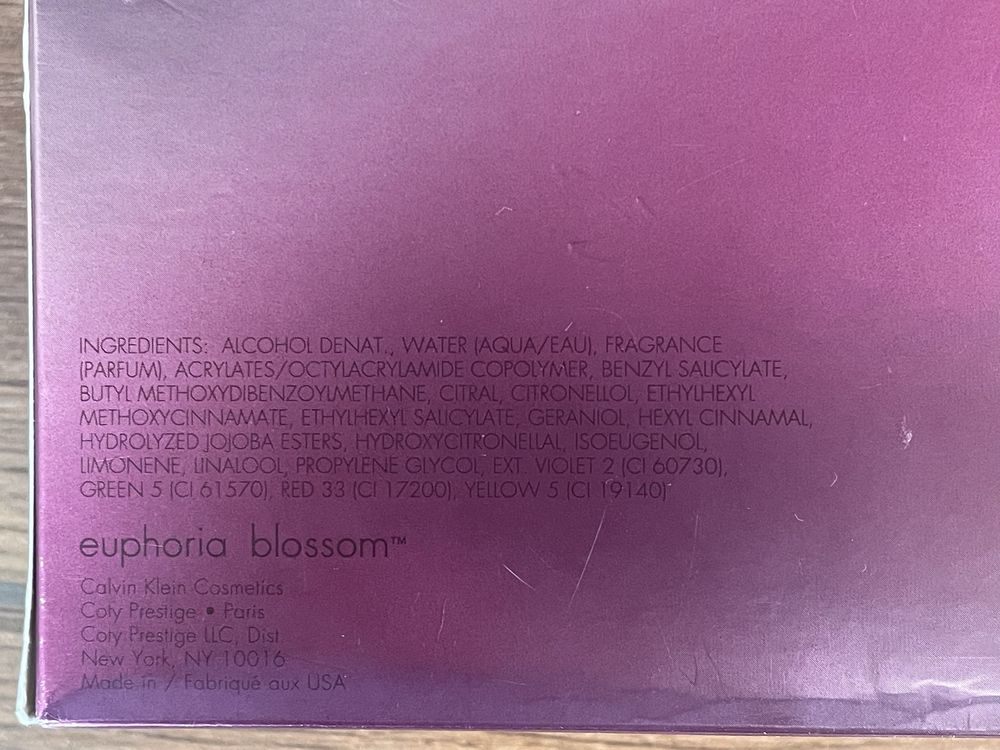 INGREDIENTS: ALCOHOL DENAT., WATER (AQUA/EAU), FRAGRANCE
(PARFUM), ACRYLATES/OCTYLACRYLAMIDE COPOLYMER, BENZYL SALICYLATE,
BUTYL METHOXYDIBENZOYLMETHANE, CITRAL, CITRONELLOL, ETHYLHEXYL
METHOXYCINNAMATE, ETHYLHEXYL SALICYLATE, GERANIOL, HEXYL CINNAMAL,
HYDROLYZED JOJOBA ESTERS, HYDROXYCITRONELLAL, ISOEUGENOL,
LIMONENE, LINALOOL, PROPYLENE GLYCOL, EXT. VIOLET 2 (CI 60730),
GREEN 5 (CI 61570), RED 33 (CI 17200), YELLOW 5 (CI 19140)
euphoria blossom™
Calvin Klein Cosmetics
Coty Prestige • Paris
Coty Prestige LLC, Dist.
New York, NY 10016
Made in / Fabriqué aux USA